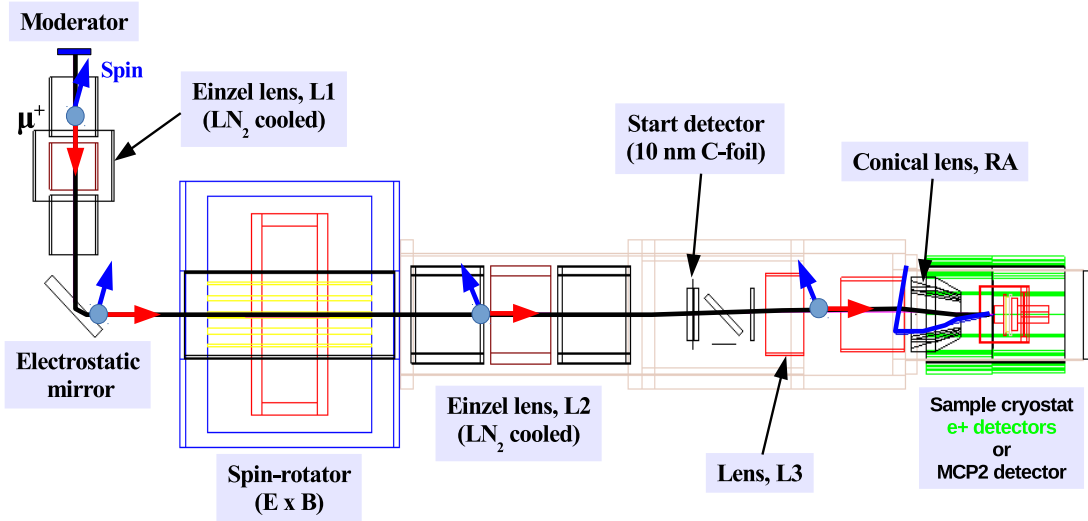 Moderator
Spin
μ+
Einzel lens, L1
(LN2 cooled)
Start detector
(10 nm C-foil)
Conical lens, RA
Electrostatic
mirror
Spin-rotator
(E x B)
Einzel lens, L2
(LN2 cooled)
Lens, L3
Sample cryostat
e+ detectors
or
MCP2 detector